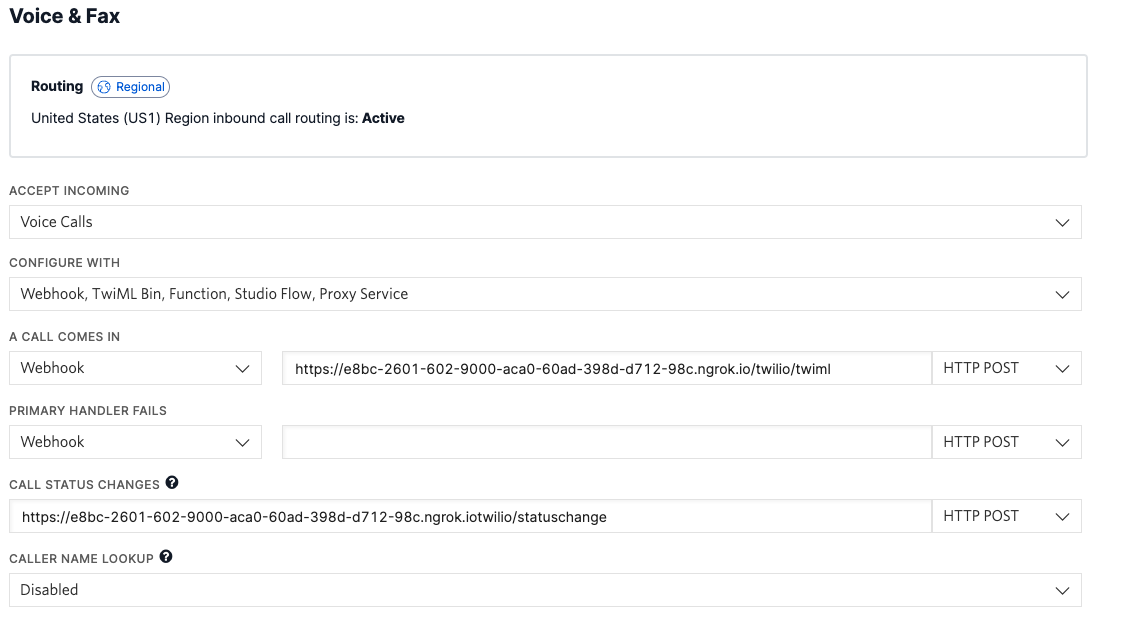 Voice & Fax
Routing Regional
United States (US1) Region inbound call routing is: Active
ACCEPT INCOMING
Voice Calls
CONFIGURE WITH
Webhook, TwiML Bin, Function, Studio Flow, Proxy Service
A CALL COMES IN
Webhook https://e8bc-2601-602-9000-aca0-60ad-398d-d712-98c.ngrok.io/twilio/twiml HTTP POST
PRIMARY HANDLER FAILS
Webhook HTTP POST
CALL STATUS CHANGES ?
https://e8bc-2601-602-9000-aca0-60ad-398d-d712-98c.ngrok.iotwilio/statuschange HTTP POST
CALLER NAME LOOKUP ?
Disabled